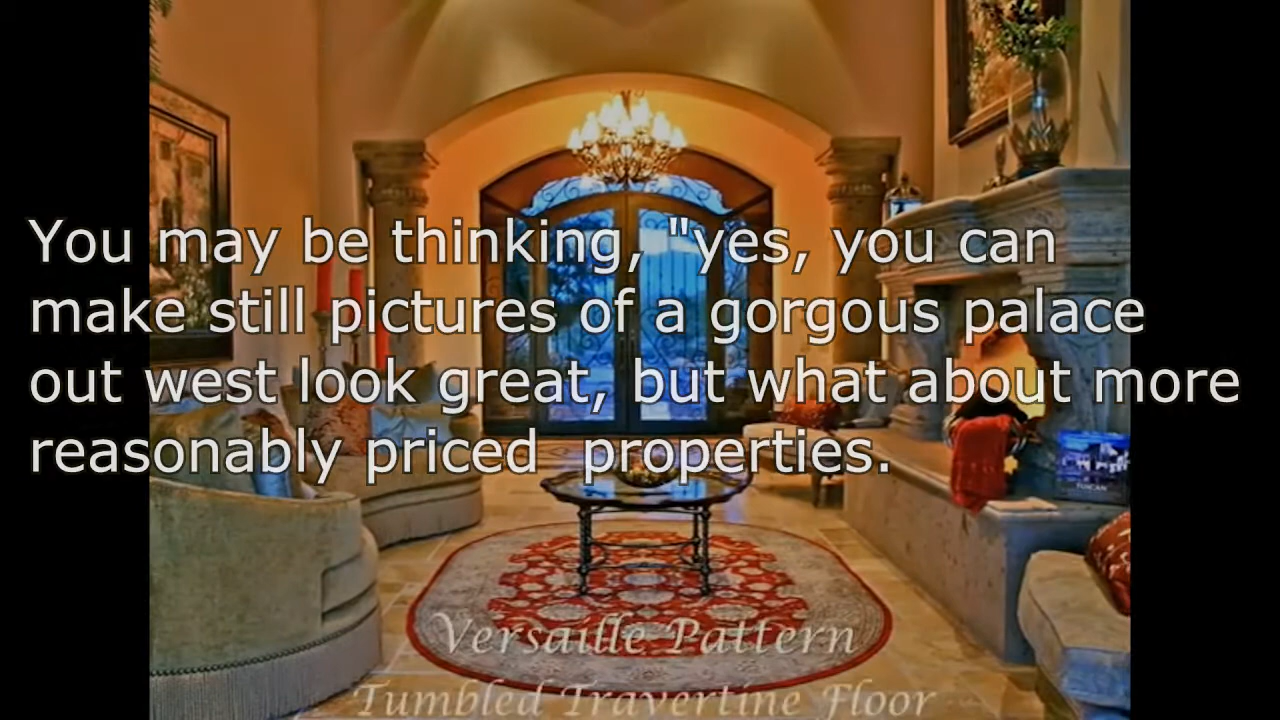 You may be thinking, "yes, you can
make still pictures of a gorgous palace
out west look great, but what about more
reasonably priced  properties.
TUSCAN
Versaille Pattern
Tumbled Travertine Floor